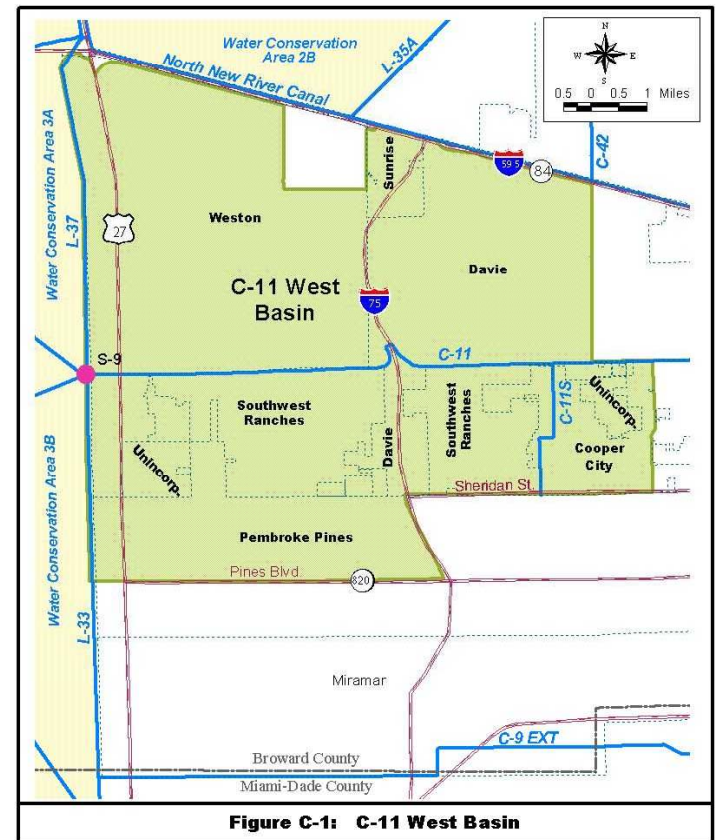 Water Conservation
Area 2B
L-35A
North New River Canal
N
W
E
S
0.5 0 0.5 1 Miles
Water Conservation Area 3A
L-37
27
Weston
Sunrise
595
84
C-42
Davie
C-11 West
Basin
75
S-9
C-11
Southwest
Ranches
Unincorp.
Davie
Southwest
Ranches
C-11S
Unincorp.
Cooper
City
Sheridan St.
Water Conservation Area 3B
Pembroke Pines
Pines Blvd.
820
L-33
Miramar
C-9 EXT
Broward County
Miami-Dade County
Figure C-1: C-11 West Basin